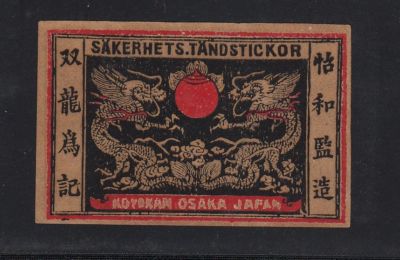 SÄKERHETS.TÄNDSTICKOR
双龍爲記
怡和監造
KOYOKAN OSAKA JAPAN